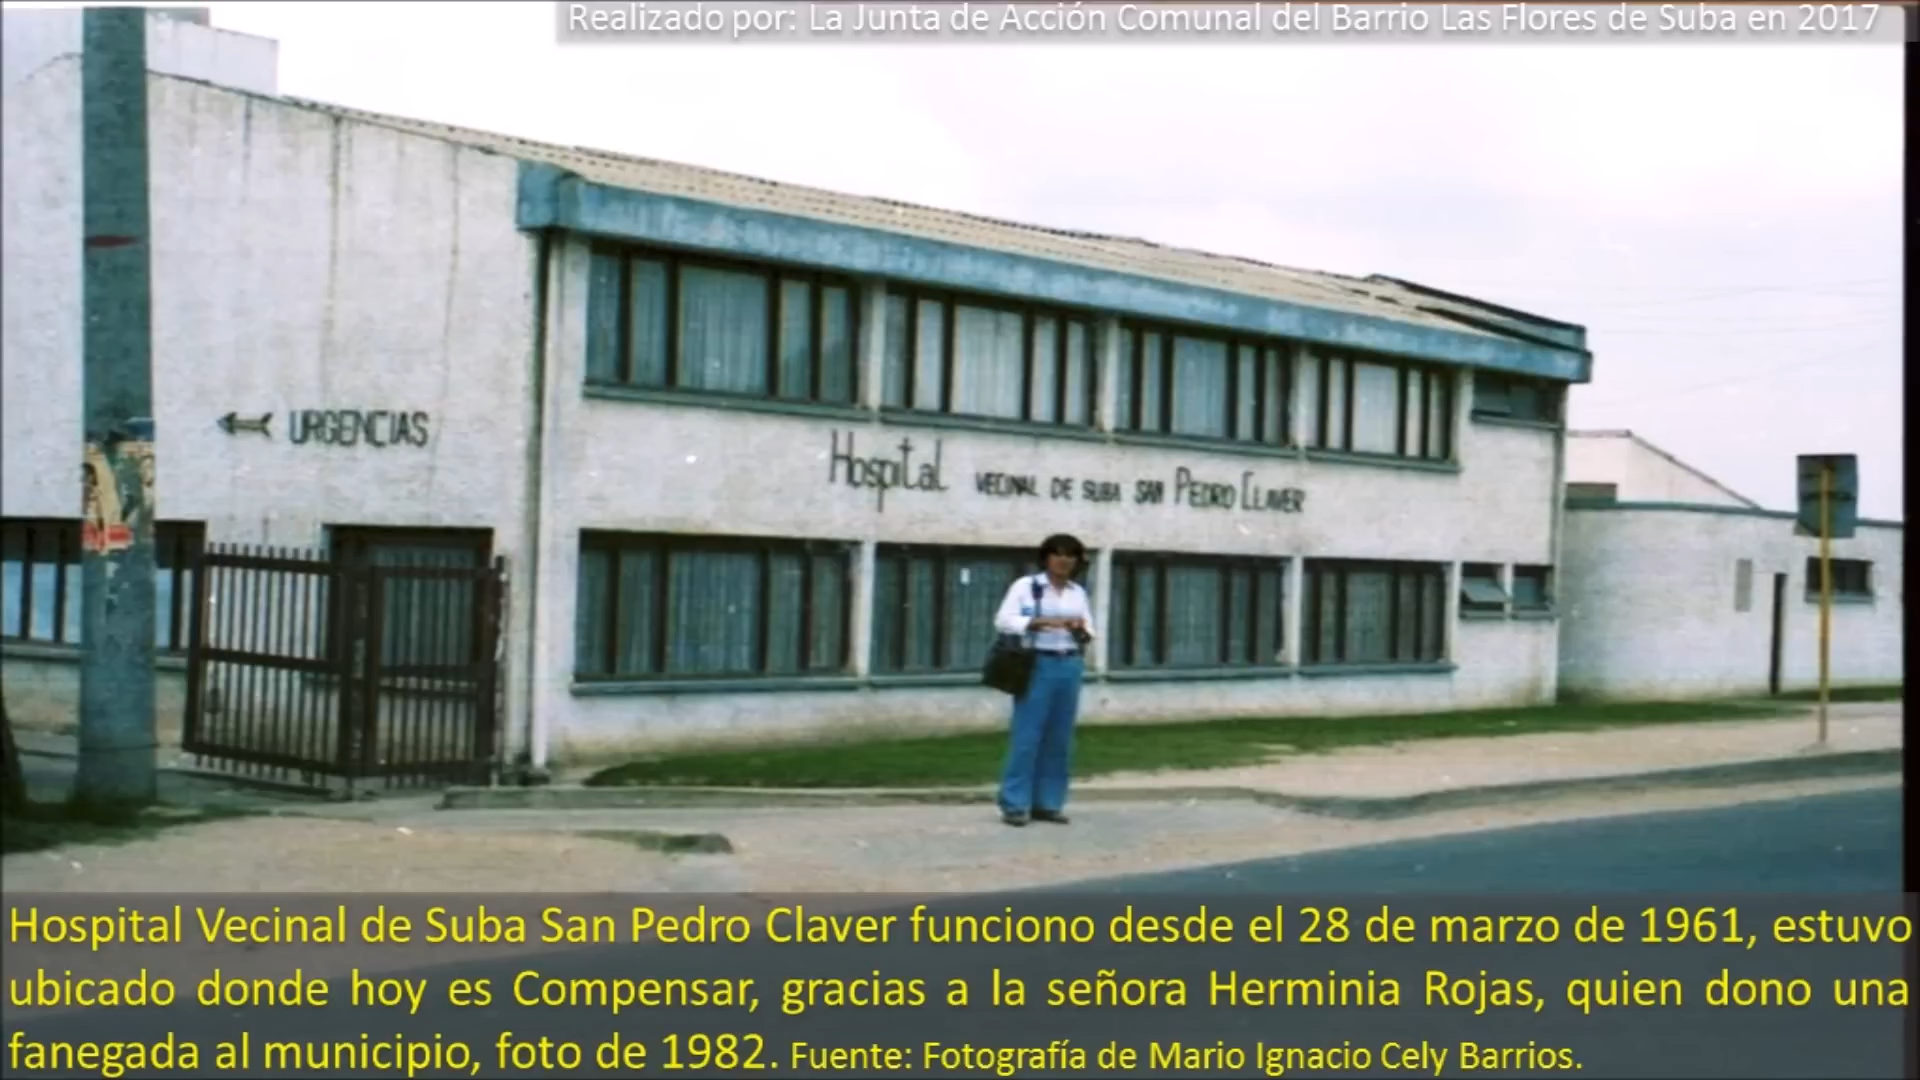 Realizado por: La Junta de Acción Comunal del Barrio Las Flores de Suba en 2017
URGENCIAS
Hospital VECINAL DE SUBA SAN PEDRO CLAVER
Hospital Vecinal de Suba San Pedro Claver funciono desde el 28 de marzo de 1961, estuvo
ubicado donde hoy es Compensar, gracias a la señora Herminia Rojas, quien dono una
fanegada al municipio, foto de 1982. Fuente: Fotografía de Mario Ignacio Cely Barrios.